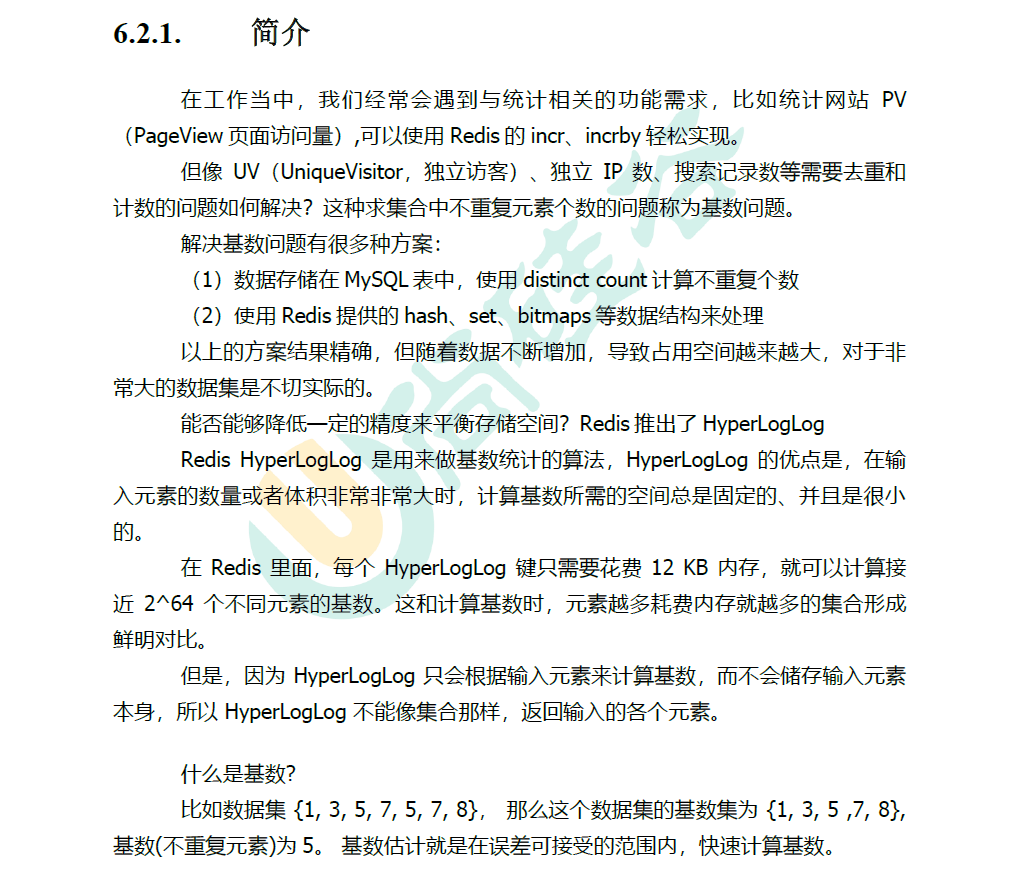 6.2.1. 简介
在工作当中，我们经常会遇到与统计相关的功能需求，比如统计网站 PV
（PageView 页面访问量）,可以使用 Redis 的 incr、incrby 轻松实现。
但像 UV（UniqueVisitor，独立访客）、独立 IP 数、搜索记录数等需要去重和
计数的问题如何解决？这种求集合中不重复元素个数的问题称为基数问题。
解决基数问题有很多种方案：
（1）数据存储在 MySQL 表中，使用 distinct count 计算不重复个数
（2）使用 Redis 提供的 hash、set、bitmaps 等数据结构来处理
以上的方案结果精确，但随着数据不断增加，导致占用空间越来越大，对于非
常大的数据集是不切实际的。
能否能够降低一定的精度来平衡存储空间？Redis 推出了 HyperLogLog
Redis HyperLogLog 是用来做基数统计的算法，HyperLogLog 的优点是，在输
入元素的数量或者体积非常非常大时，计算基数所需的空间总是固定的、并且是很小
的。
在 Redis 里面，每个 HyperLogLog 键只需要花费 12 KB 内存，就可以计算接
近 2^64 个不同元素的基数。这和计算基数时，元素越多耗费内存就越多的集合形成
鲜明对比。
但是，因为 HyperLogLog 只会根据输入元素来计算基数，而不会储存输入元素
本身，所以 HyperLogLog 不能像集合那样，返回输入的各个元素。
什么是基数?
比如数据集 {1, 3, 5, 7, 5, 7, 8}， 那么这个数据集的基数集为 {1, 3, 5 ,7, 8},
基数(不重复元素)为 5。 基数估计就是在误差可接受的范围内，快速计算基数。
尚硅谷